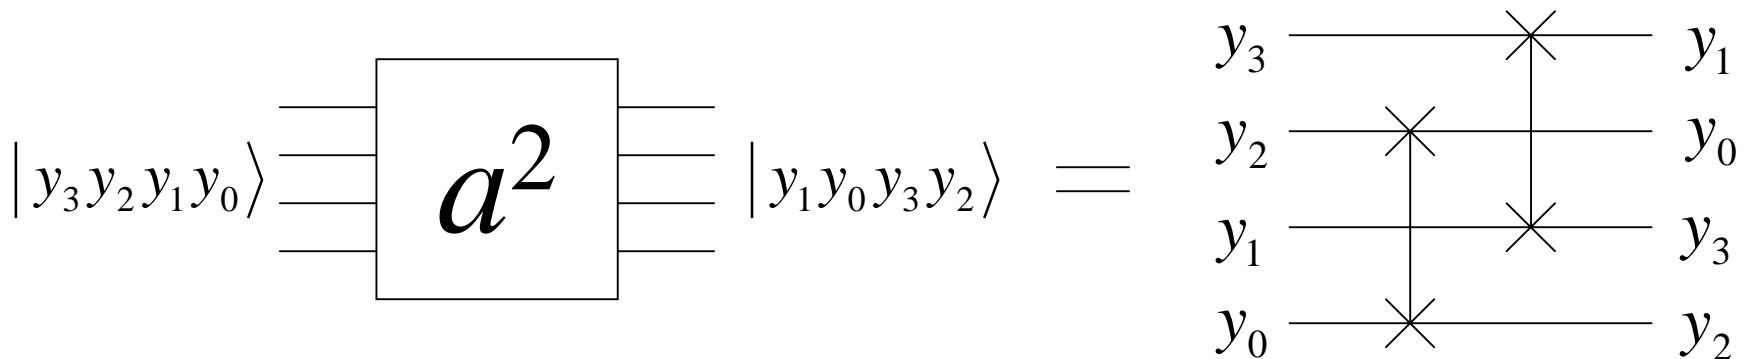 |y₃y₂y₁y₀⟩ a² |y₁y₀y₃y₂⟩ =
y₃ y₁
y₂ y₀
y₁ y₃
y₀ y₂